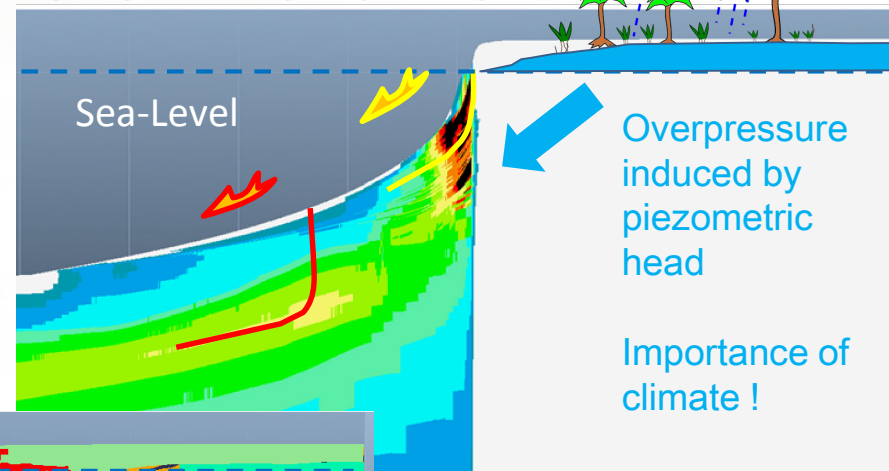 Sea-Level
Overpressure
induced by
piezometric
head
Importance of
climate !